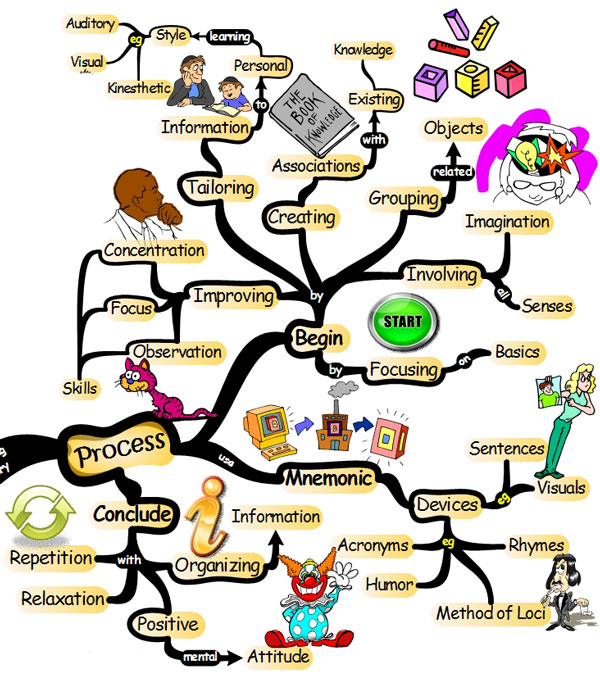 Auditory
eg
Style
learning
Visual
Kinesthetic
Personal
to
Information
Tailoring
THE BOOK OF KNOWLEDGE
Knowledge
Existing
with
Associations
Creating
Objects
related
Grouping
Imagination
Involving
all
Senses
Concentration
Focus
Observation
Skills
Improving
by
Begin
START
by
Focusing
on
Basics
Process
use
Mnemonic
Devices
eg
Sentences
Visuals
eg
Acronyms
Humor
Rhymes
Method of Loci
Conclude
with
Repetition
Relaxation
Organizing
Information
Positive
mental
Attitude